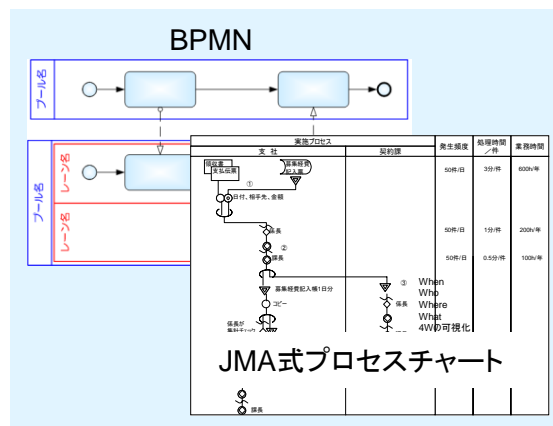 BPMN
プール名
プール名
レーン名
レーン名
実施プロセス
支 社
契約課
発生頻度
処理時間
／件
業務時間
領収書
支払伝票
募集経費
記入票
50件/日
3分/件
600h/年
①
日付、相手先、金額
係長
50件/日
1分/件
200h/年
②
課長
50件/日
0.5分/件
100h/年
募集経費記入帳1日分
③
When
Who
コピー
係長
Where
What
4Wの可視化
係長が
JMA式プロセスチャート
課長